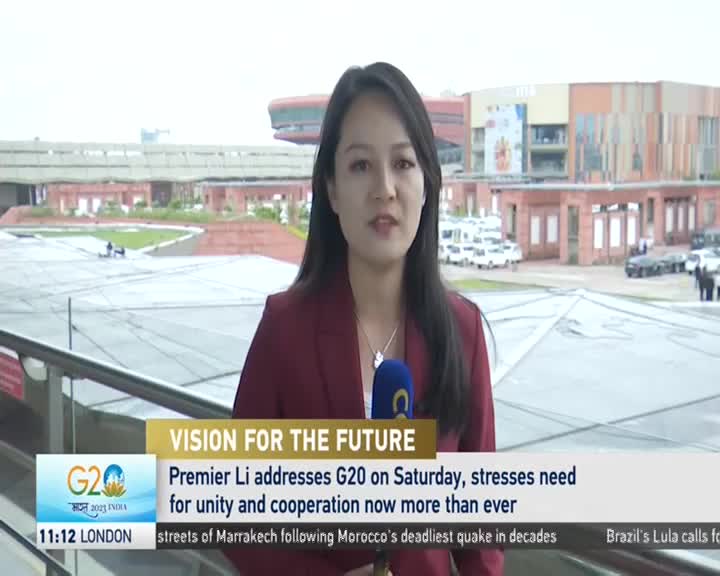 VISION FOR THE FUTURE
Premier Li addresses G20 on Saturday, stresses need
for unity and cooperation now more than ever
G20
भारत 2023 INDIA
11:12 LONDON
streets of Marrakech following Morocco's deadliest quake in decades
Brazil's Lula calls fo